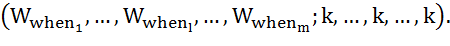 (W_{when_1}, …, W_{when_l}, …, W_{when_m}; k, …, k, …, k).